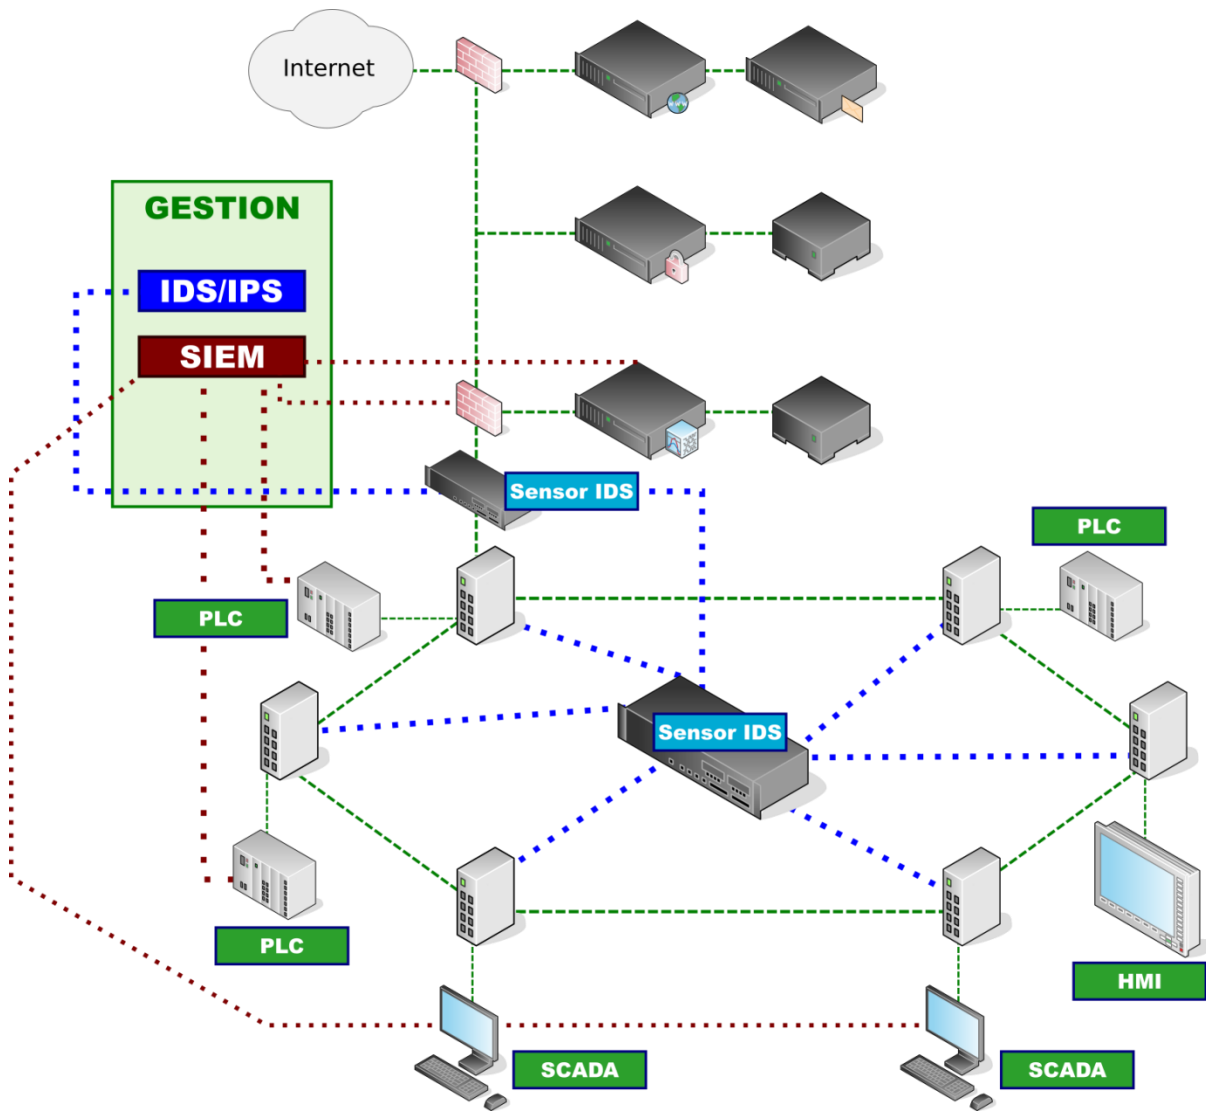 Internet
GESTION
IDS/IPS
SIEM
Sensor IDS
PLC
PLC
Sensor IDS
PLC
HMI
SCADA
SCADA